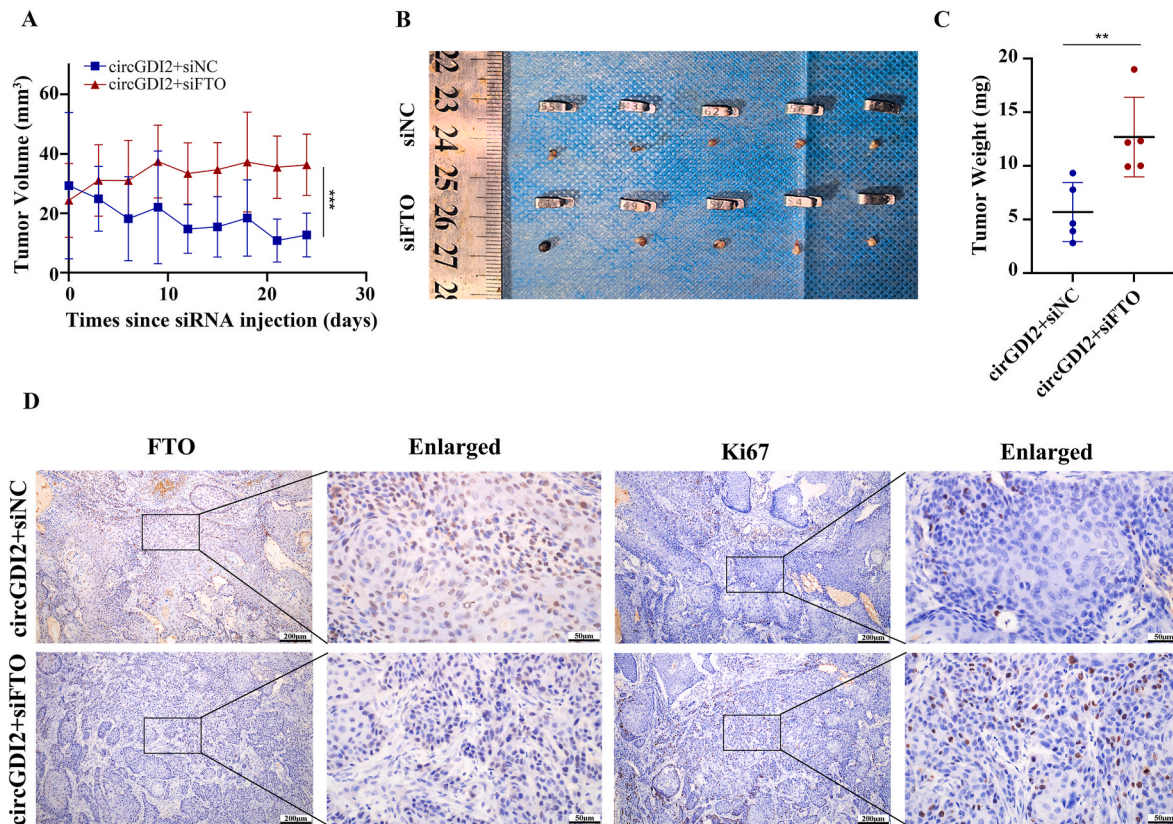 A
circGDI2+siNC
circGDI2+siFTO
Tumor Volume (mm³)
60
40
20
0
***
0
10
20
30
Times since siRNA injection (days)
B
siNC
siFTO
22
23
24
25
26
27
28
C
**
Tumor Weight (mg)
20
15
10
5
0
cirGDI2+siNC
circGDI2+siFTO
D
FTO
Enlarged
Ki67
Enlarged
circGDI2+siNC
200μm
50μm
200μm
50μm
circGDI2+siFTO
200μm
50μm
200μm
50μm